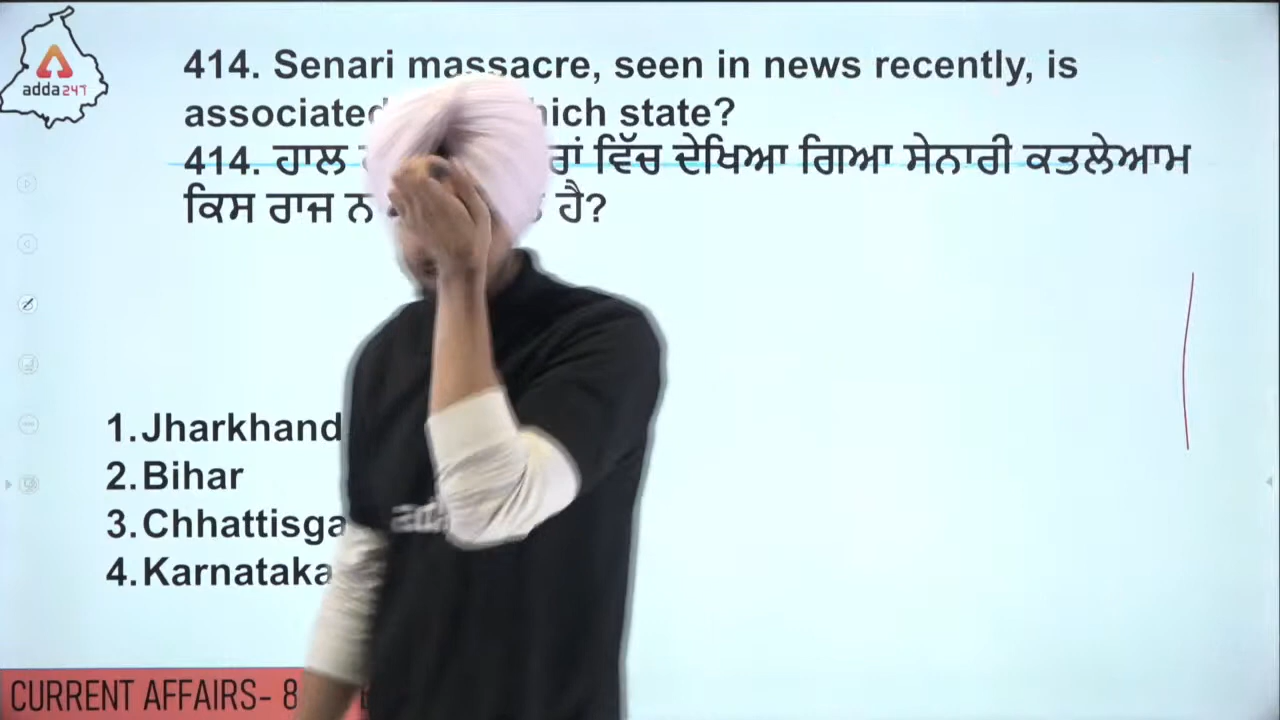 adda247
414. Senari massacre, seen in news recently, is
associated which state?
414. ਹਾਲ ਵਿੱਚ ਦੇਖਿਆ ਗਿਆ ਸੇਨਾਰੀ ਕਤਲੇਆਮ
ਕਿਸ ਰਾਜ ਹੈ?
1. Jharkhand
2. Bihar
3. Chhattisga
4. Karnataka
CURRENT AFFAIRS- 8